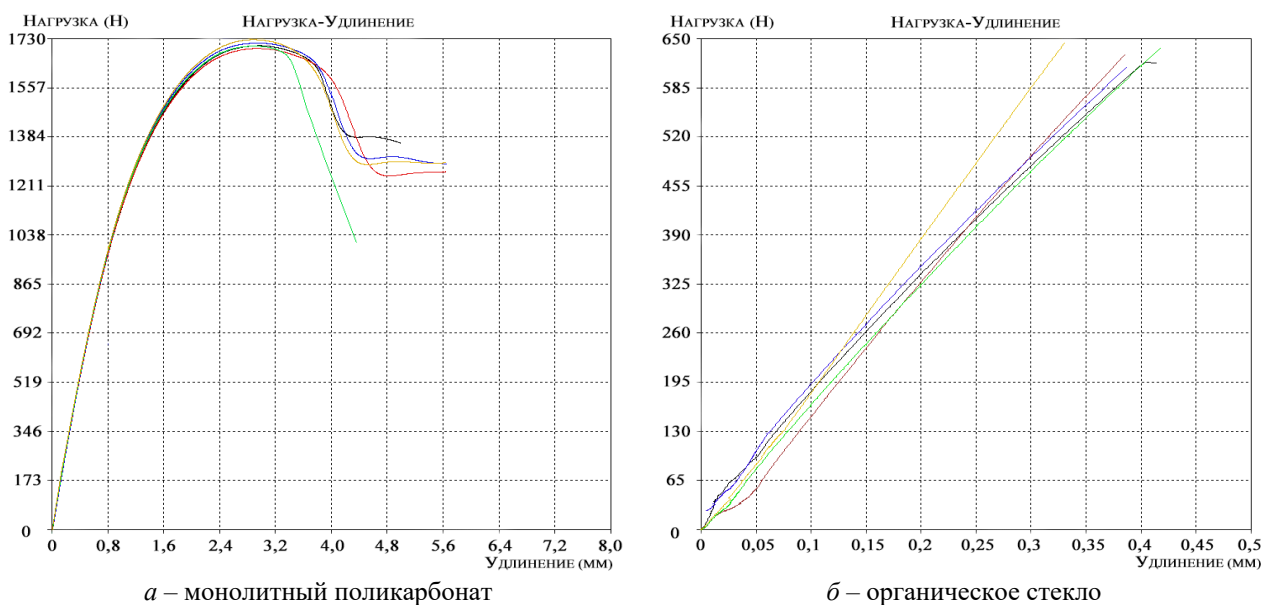 Нагрузка (Н) Нагрузка-Удлинение
1730
1557
1384
1211
1038
865
692
519
346
173
0
0 0,8 1,6 2,4 3,2 4,0 4,8 5,6 6,4 7,2 8,0
Удлинение (мм)
а – монолитный поликарбонат
Нагрузка (Н) Нагрузка-Удлинение
650
585
520
455
390
325
260
195
130
65
0
0 0,05 0,1 0,15 0,2 0,25 0,3 0,35 0,4 0,45 0,5
Удлинение (мм)
б – органическое стекло